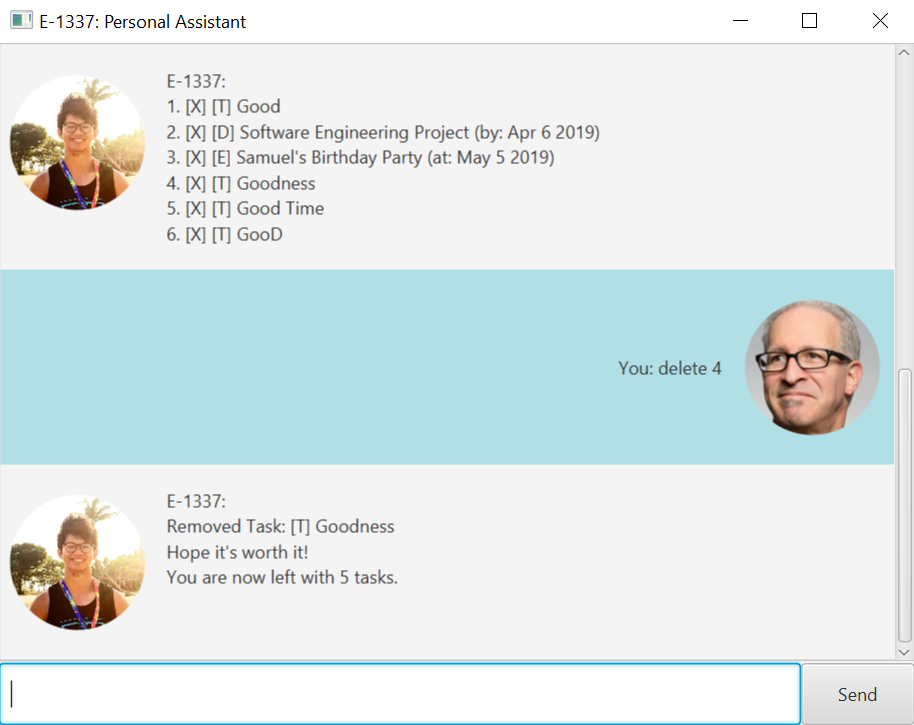 E-1337: Personal Assistant
E-1337:
1. [X] [T] Good
2. [X] [D] Software Engineering Project (by: Apr 6 2019)
3. [X] [E] Samuel's Birthday Party (at: May 5 2019)
4. [X] [T] Goodness
5. [X] [T] Good Time
6. [X] [T] GooD
You: delete 4
E-1337:
Removed Task: [T] Goodness
Hope it's worth it!
You are now left with 5 tasks.
Send